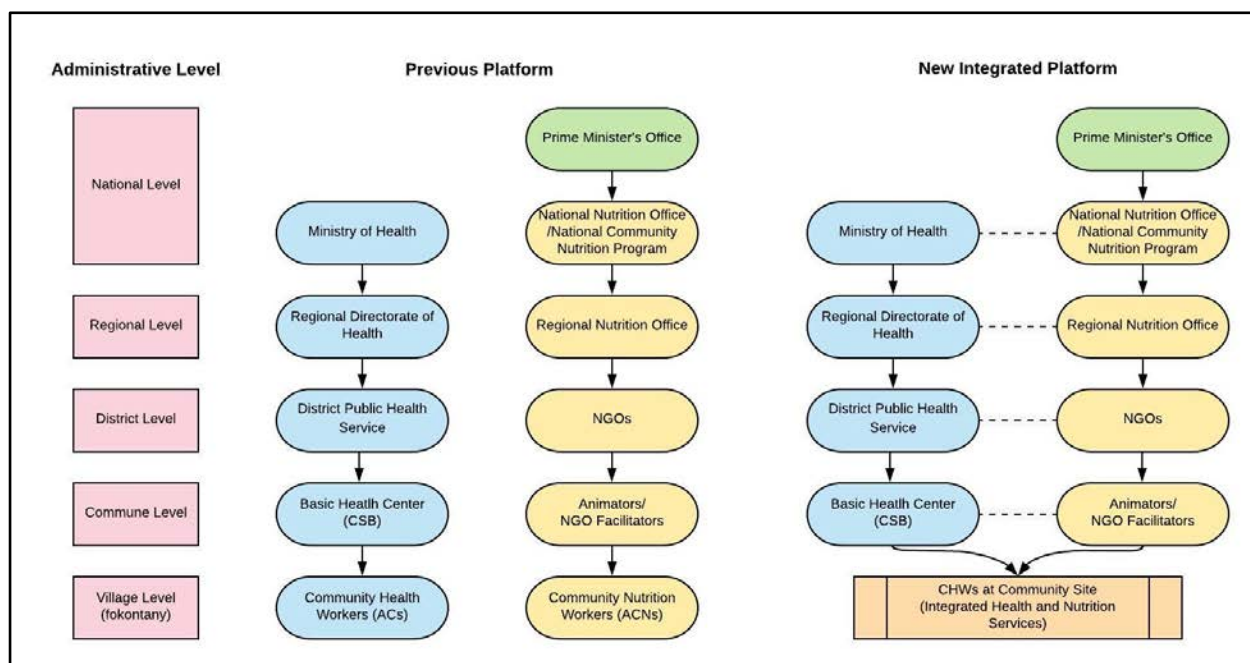 Administrative Level
Previous Platform
New Integrated Platform
National Level
Regional Level
District Level
Commune Level
Village Level
(fokontany)
Ministry of Health
Regional Directorate of
Health
District Public Health
Service
Basic Heatlh Center
(CSB)
Community Health
Workers (ACs)
Prime Minister's Office
National Nutrition Office
/National Community
Nutrition Program
Regional Nutrition Office
NGOs
Animators/
NGO Facilitators
Community Nutrition
Workers (ACNs)
Ministry of Health
Regional Directorate of
Health
District Public Health
Service
Basic Heatlh Center
(CSB)
Prime Minister's Office
National Nutrition Office
/National Community
Nutrition Program
Regional Nutrition Office
NGOs
Animators/
NGO Facilitators
CHWs at Community Site
(Integrated Health and Nutrition
Services)